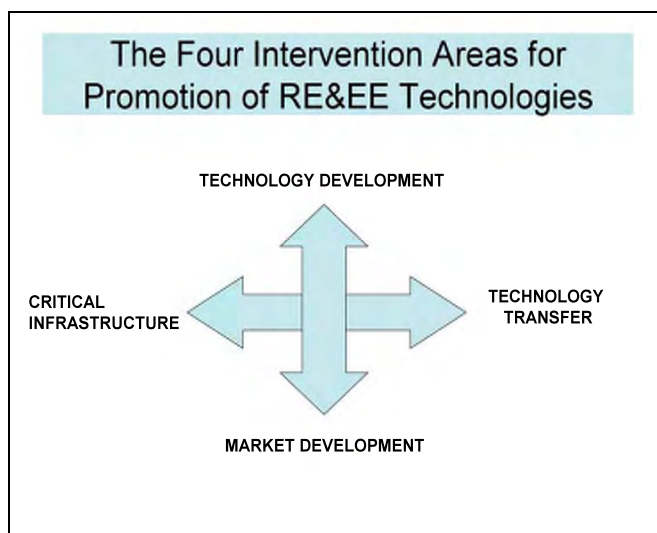 The Four Intervention Areas for
Promotion of RE&EE Technologies
TECHNOLOGY DEVELOPMENT
CRITICAL
INFRASTRUCTURE
TECHNOLOGY
TRANSFER
MARKET DEVELOPMENT